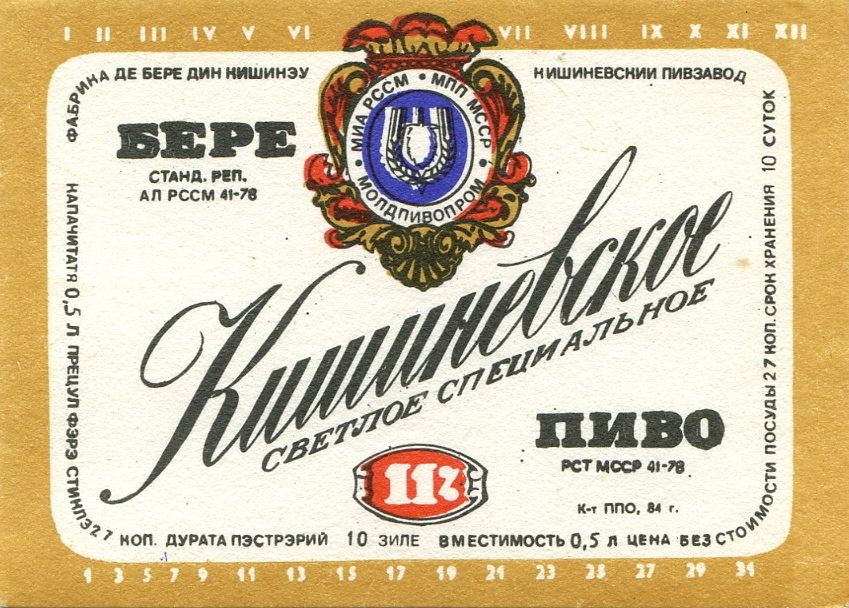 I II III IV V VI VII VIII IX X XI XII
ФАБРИКА ДЕ БЕРЕ ДИН КИШИНЭУ
КИШИНЕВСКИЙ ПИВЗАВОД
МИА РССМ • МПП МССР •
МОЛДПИВОПРОМ
БЕРЕ
СТАНД. РЕП.
АЛ РССМ 41-78
Кишиневское
СВЕТЛОЕ СПЕЦИАЛЬНОЕ
ПИВО
РСТ МССР 41-78
11%
К-т ППО, 84 г.
КАПАЧИТАТЯ 0,5 Л ПРЕЦУЛ ФЭРЭ СТИКЛЭ 27 КОП. ДУРАТА ПЭСТРЭРИЙ 10 ЗИЛЕ
ВМЕСТИМОСТЬ 0,5 Л ЦЕНА БЕЗ СТОИМОСТИ ПОСУДЫ 27 КОП. СРОК ХРАНЕНИЯ 10 СУТОК
1 3 5 7 9 11 13 15 17 19 21 23 25 27 29 31